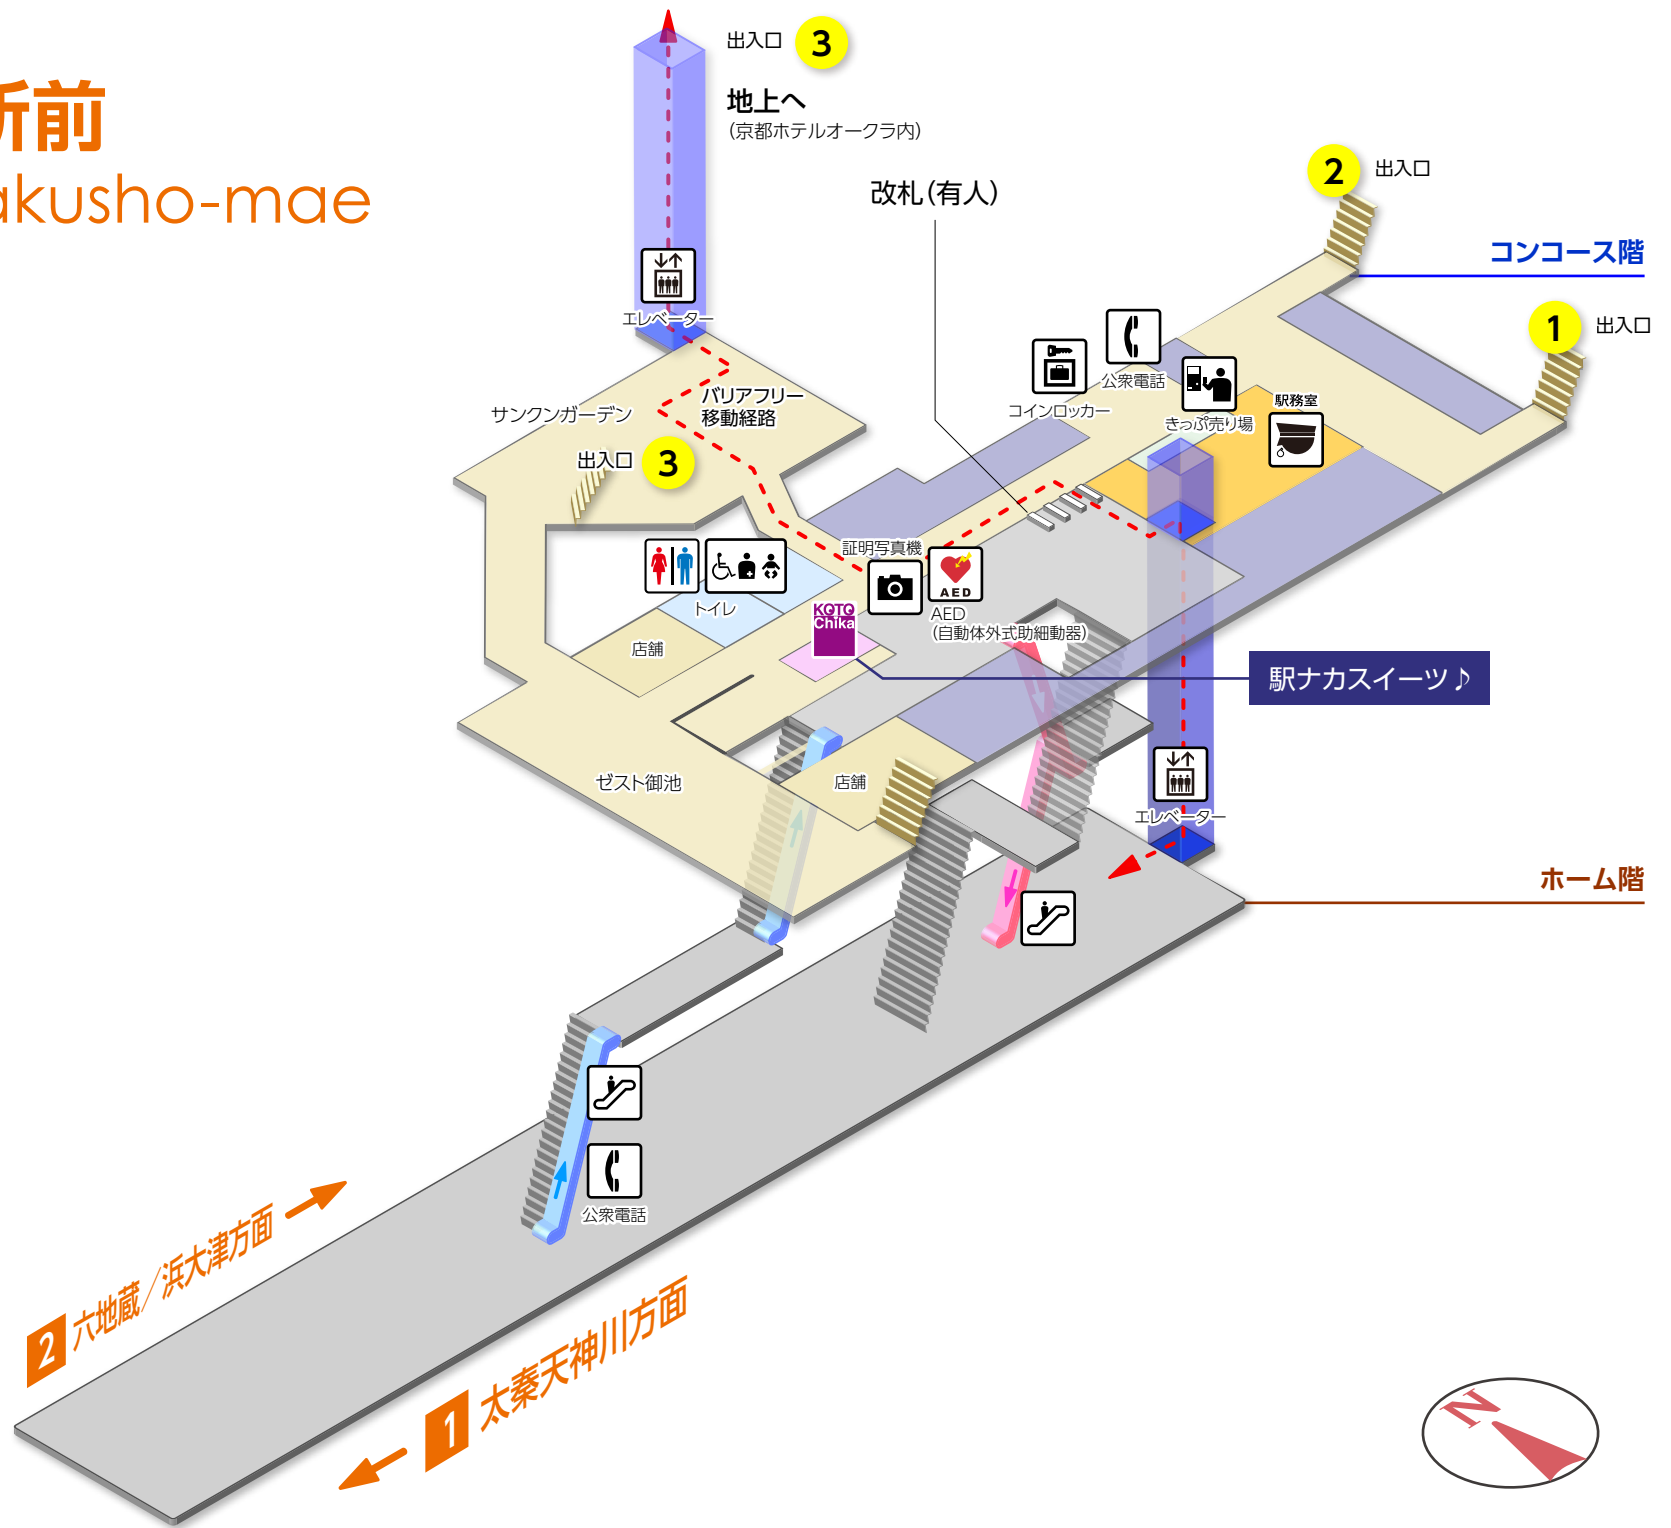 所前
akusho-mae
出入口 3
地上へ
(京都ホテルオークラ内)
改札(有人)
2 出入口
コンコース階
1 出入口
エレベーター
バリアフリー
移動経路
サンクンガーデン
出入口 3
公衆電話
コインロッカー
きっぷ売り場
駅務室
証明写真機
AED
AED
(自動体外式助細動器)
トイレ
店舗
KOTO
Chika
駅ナカスイーツ♪
ゼスト御池
店舗
エレベーター
ホーム階
公衆電話
2 六地蔵/浜大津方面
1 太秦天神川方面
N